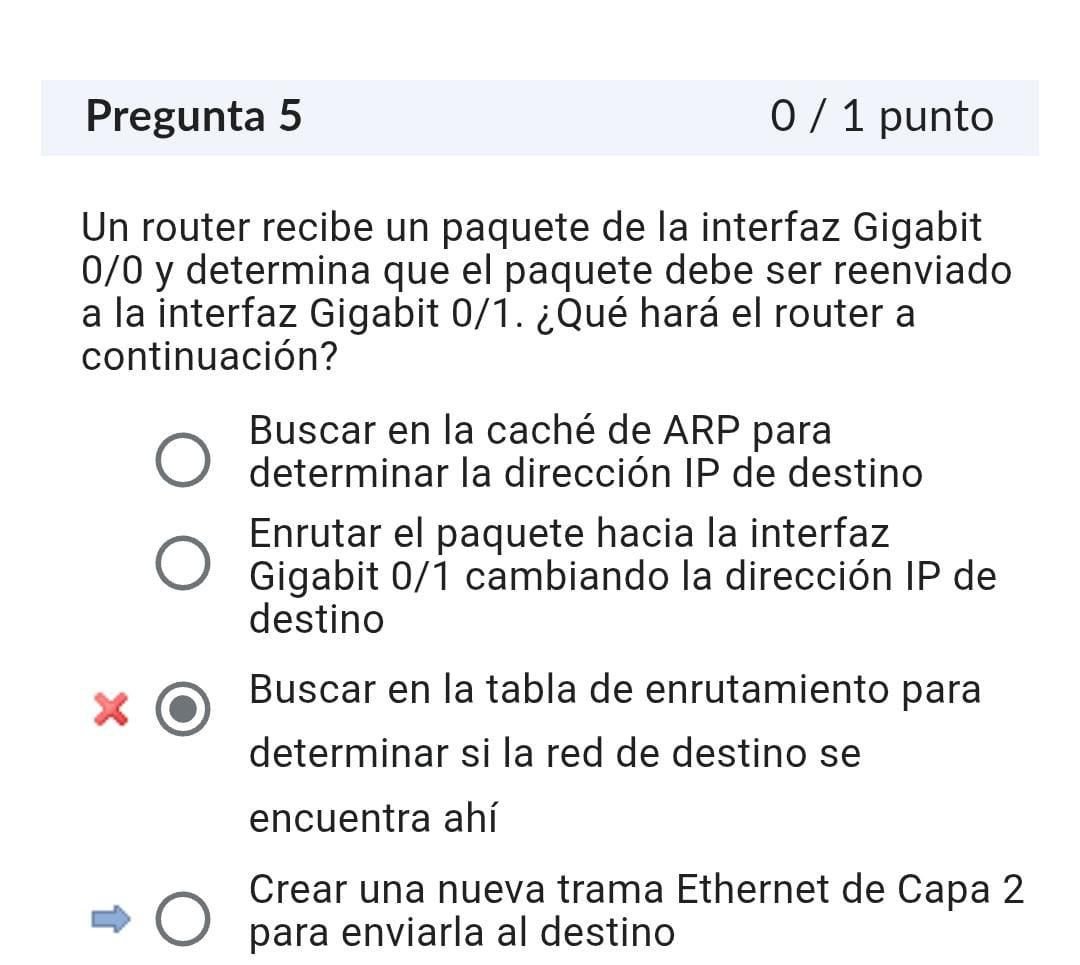 Pregunta 5
0 / 1 punto
Un router recibe un paquete de la interfaz Gigabit
0/0 y determina que el paquete debe ser reenviado
a la interfaz Gigabit 0/1. ¿Qué hará el router a
continuación?
Buscar en la caché de ARP para
determinar la dirección IP de destino
Enrutar el paquete hacia la interfaz
Gigabit 0/1 cambiando la dirección IP de
destino
Buscar en la tabla de enrutamiento para
determinar si la red de destino se
encuentra ahí
Crear una nueva trama Ethernet de Capa 2
para enviarla al destino